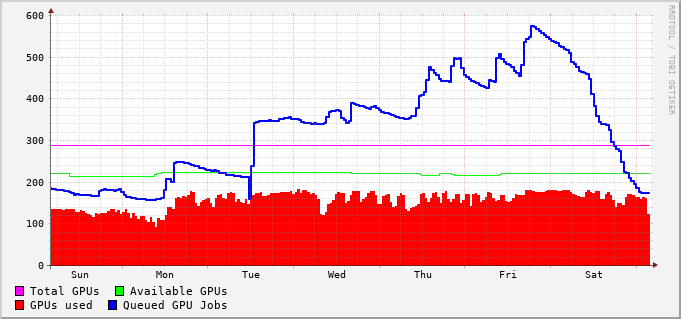 600
500
400
300
200
100
0
Sun Mon Tue Wed Thu Fri Sat
RRDTOOL / TOBI OETIKER
Total GPUs Available GPUs
GPUs used Queued GPU Jobs